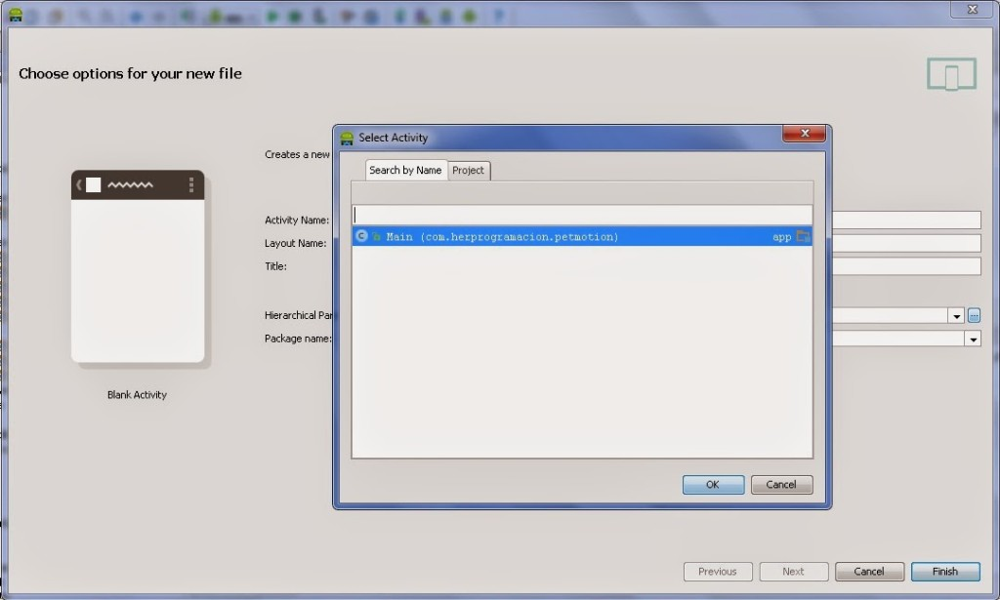 Choose options for your new file
Select Activity
Creates a new
Search by Name
Project
Activity Name:
Layout Name:
Main (com.herprogramacion.petmotion)
app
Title:
Hierarchical Par
Package name:
Blank Activity
OK
Cancel
Previous
Next
Cancel
Finish